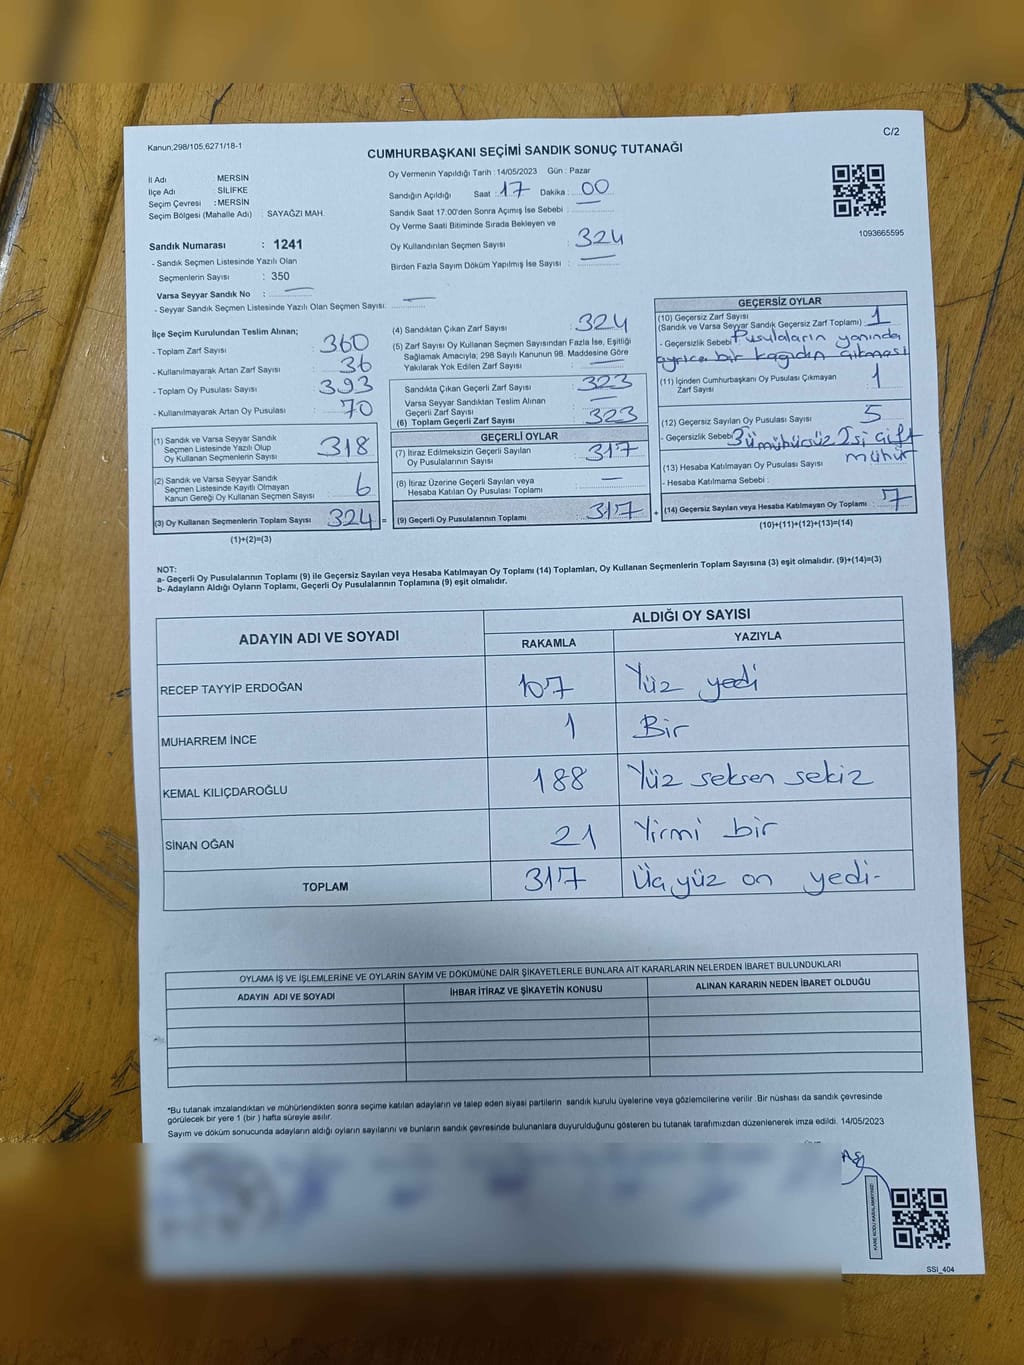 Kanun,298/105,6271/18-1
C/2
CUMHURBAŞKANI SEÇİMİ SANDIK SONUÇ TUTANAĞI
İl Adı : MERSİN
İlçe Adı : SİLİFKE
Seçim Çevresi : MERSİN
Seçim Bölgesi (Mahalle Adı) : SAYAĞZI MAH.
Sandık Numarası : 1241
- Sandık Seçmen Listesinde Yazılı Olan
Seçmenlerin Sayısı : 350
Varsa Seyyar Sandık No : —
- Seyyar Sandık Seçmen Listesinde Yazılı Olan Seçmen Sayısı: —
Oy Vermenin Yapıldığı Tarih : 14/05/2023 Gün : Pazar
Sandığın Açıldığı Saat : 17 Dakika : 00
Sandık Saat 17:00'den Sonra Açımış İse Sebebi : —
Oy Verme Saati Bitiminde Sırada Bekleyen ve
Oy Kullandırılan Seçmen Sayısı : 324
Birden Fazla Sayım Döküm Yapılmış İse Sayısı : —
1093665595
İlçe Seçim Kurulundan Teslim Alınan;
- Toplam Zarf Sayısı : 360
- Kullanılmayarak Artan Zarf Sayısı : 36
- Toplam Oy Pusulası Sayısı : 393
- Kullanılmayarak Artan Oy Pusulası : 70
(1) Sandık ve Varsa Seyyar Sandık
Seçmen Listesinde Yazılı Olup
Oy Kullanan Seçmenlerin Sayısı : 318
(2) Sandık ve Varsa Seyyar Sandık
Seçmen Listesinde Kayıtlı Olmayan
Kanun Gereği Oy Kullanan Seçmen Sayısı : 6
(3) Oy Kullanan Seçmenlerin Toplam Sayısı 324 =
(1)+(2)=(3)
(4) Sandıktan Çıkan Zarf Sayısı : 324
(5) Zarf Sayısı Oy Kullanan Seçmen Sayısından Fazla İse, Eşitliği
Sağlamak Amacıyla; 298 Sayılı Kanunun 98. Maddesine Göre
Yakılarak Yok Edilen Zarf Sayısı : —
Sandıkta Çıkan Geçerli Zarf Sayısı : 323
Varsa Seyyar Sandıktan Teslim Alınan
Geçerli Zarf Sayısı : —
(6) Toplam Geçerli Zarf Sayısı : 323
GEÇERLİ OYLAR
(7) İtiraz Edilmeksizin Geçerli Sayılan
Oy Pusulalarının Sayısı : 317
(8) İtiraz Üzerine Geçerli Sayılan veya
Hesaba Katılan Oy Pusulası Toplamı : —
(9) Geçerli Oy Pusulalarının Toplamı : 317 +
GEÇERSİZ OYLAR
(10) Geçersiz Zarf Sayısı
(Sandık ve Varsa Seyyar Sandık Geçersiz Zarf Toplamı) : 1
- Geçersizlik Sebebi Pusulaların yanında
ayrıca bir kağıdın çıkması
(11) İçinden Cumhurbaşkanı Oy Pusulası Çıkmayan
Zarf Sayısı : 1
(12) Geçersiz Sayılan Oy Pusulası Sayısı : 5
- Geçersizlik Sebebi 3ü mühürsüz 2si çift
mühür
(13) Hesaba Katılmayan Oy Pusulası Sayısı :
- Hesaba Katılmama Sebebi :
(14) Geçersiz Sayılan veya Hesaba Katılmayan Oy Toplamı : 7
(10)+(11)+(12)+(13)=(14)
NOT:
a- Geçerli Oy Pusulalarının Toplamı (9) ile Geçersiz Sayılan veya Hesaba Katılmayan Oy Toplamı (14) Toplamları, Oy Kullanan Seçmenlerin Toplam Sayısına (3) eşit olmalıdır. (9)+(14)=(3)
b- Adayların Aldığı Oyların Toplamı, Geçerli Oy Pusulalarının Toplamına (9) eşit olmalıdır.
ADAYIN ADI VE SOYADI ALDIĞI OY SAYISI
RAKAMLA YAZIYLA
RECEP TAYYİP ERDOĞAN 107 Yüz yedi
MUHARREM İNCE 1 Bir
KEMAL KILIÇDAROĞLU 188 Yüz seksen sekiz
SİNAN OĞAN 21 Yirmi bir
TOPLAM 317 Üç yüz on yedi-
OYLAMA İŞ VE İŞLEMLERİNE VE OYLARIN SAYIM VE DÖKÜMÜNE DAİR ŞİKAYETLERLE BUNLARA AİT KARARLARIN NELERDEN İBARET BULUNDUKLARI
ADAYIN ADI VE SOYADI İHBAR İTİRAZ VE ŞİKAYETİN KONUSU ALINAN KARARIN NEDEN İBARET OLDUĞU
*Bu tutanak imzalandıktan ve mühürlendikten sonra seçime katılan adayların ve talep eden siyasi partilerin sandık kurulu üyelerine veya gözlemcilerine verilir. Bir nüshası da sandık çevresinde
görülecek bir yere 1 (bir ) hafta süreyle asılır.
Sayım ve döküm sonucunda adayların aldığı oyların sayılarını ve bunların sandık çevresinde bulunanlara duyurulduğunu gösteren bu tutanak tarafımızdan düzenlenerek imza edildi. 14/05/2023
KARE KODU KARALAMAYINIZ!
SSI_404